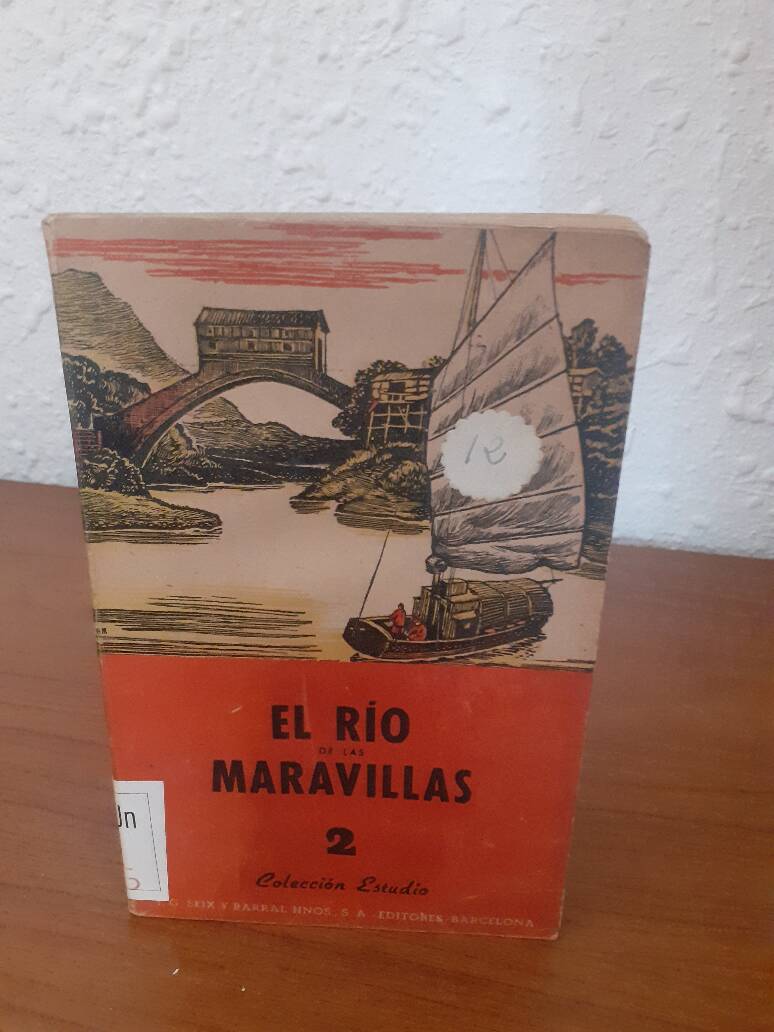 12
EL RÍO
DE LAS
MARAVILLAS
2
Colección Estudio
I. G. SEIX Y BARRAL HNOS., S. A. EDITORES-BARCELONA
Un